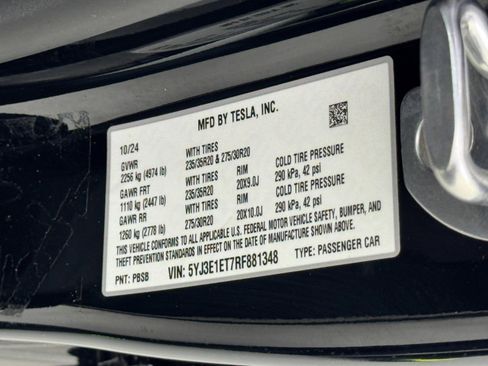 MFD BY TESLA, INC.
10/24
GVWR WITH TIRES RIM COLD TIRE PRESSURE
2256 kg (4974 lb) 235/35R20 & 275/30R20 290 kPa, 42 psi
GAWR FRT WITH TIRES RIM COLD TIRE PRESSURE
1110 kg (2447 lb) 235/35R20 20X9.0J 290 kPa, 42 psi
GAWR RR WITH TIRES RIM COLD TIRE PRESSURE
1260 kg (2778 lb) 275/30R20 20X10.0J 290 kPa, 42 psi
THIS VEHICLE CONFORMS TO ALL APPLICABLE U.S. FEDERAL MOTOR VEHICLE SAFETY, BUMPER, AND
THEFT PREVENTION STANDARDS IN EFFECT ON THE DATE OF MANUFACTURE SHOWN ABOVE.
PNT: PBSB VIN: 5YJ3E1ET7RF881348 TYPE: PASSENGER CAR